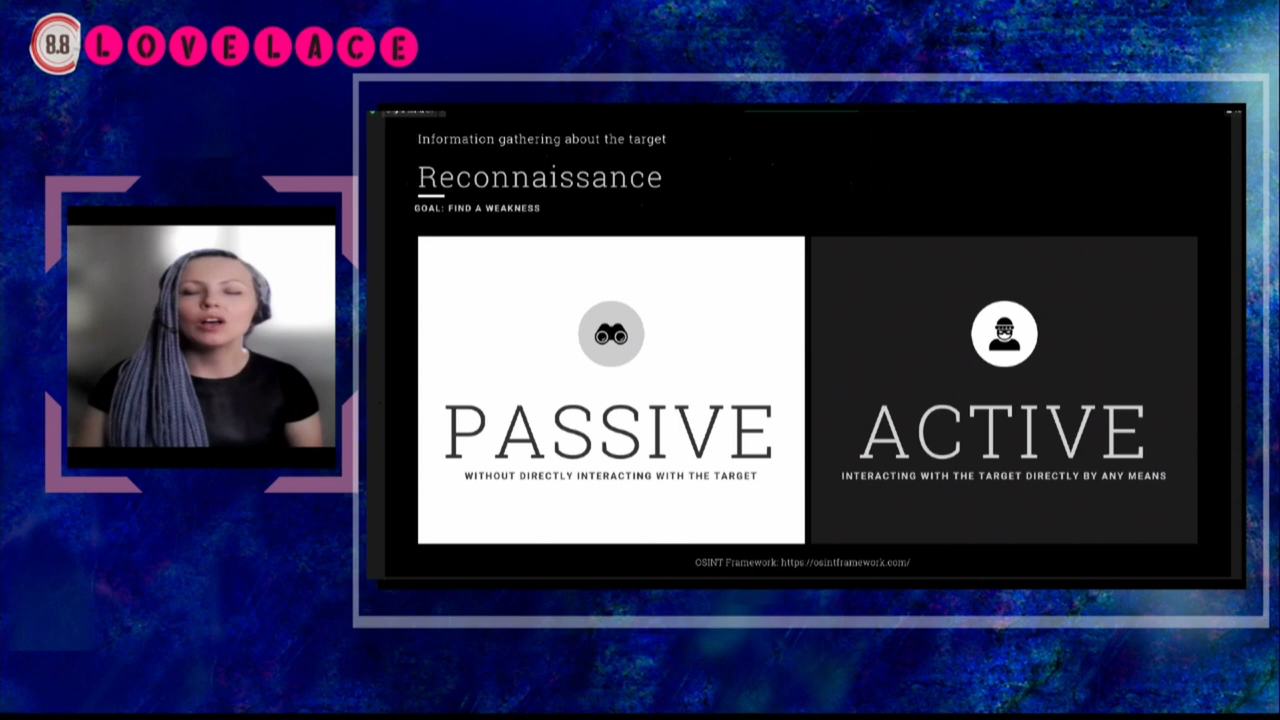 8.8 LOVELACE
Information gathering about the target
Reconnaissance
GOAL: FIND A WEAKNESS
PASSIVE
WITHOUT DIRECTLY INTERACTING WITH THE TARGET
ACTIVE
INTERACTING WITH THE TARGET DIRECTLY BY ANY MEANS
OSINT Framework: https://osintframework.com/